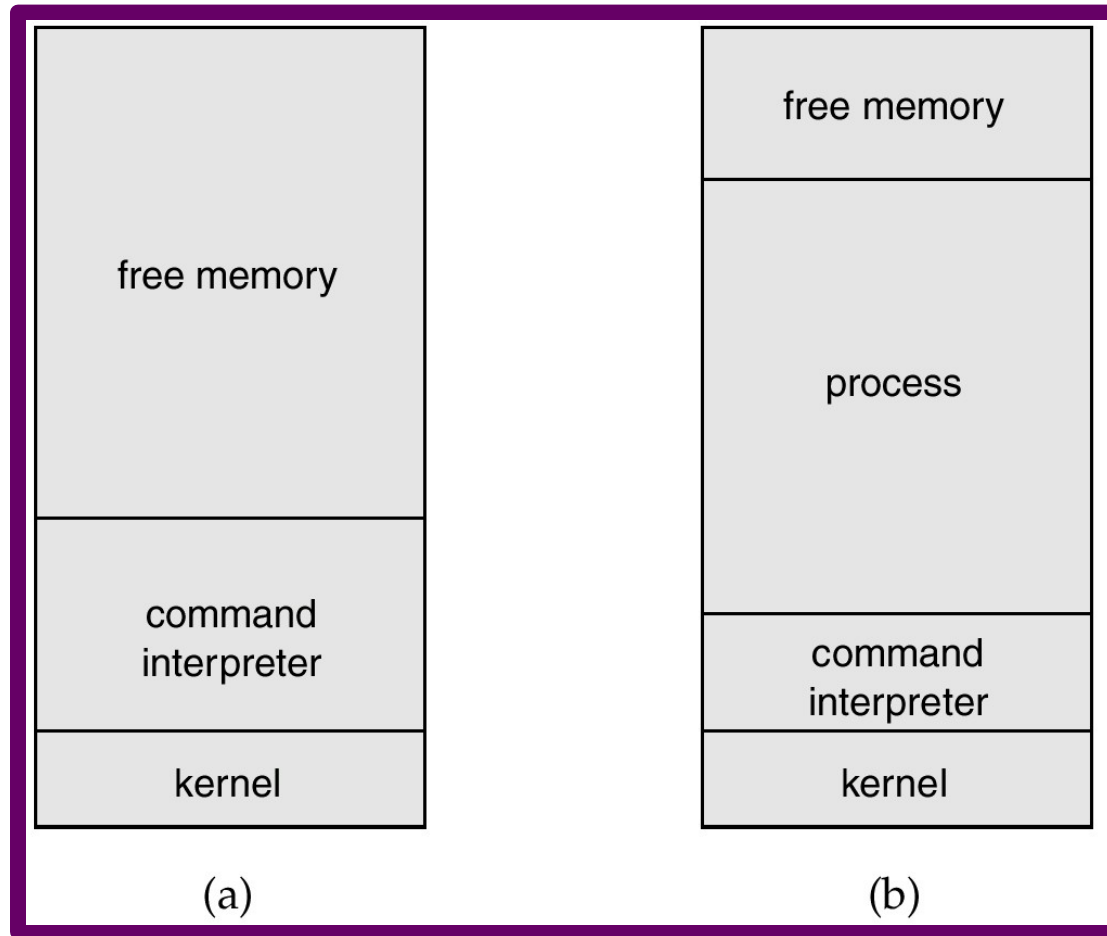 free memory
command
interpreter
kernel
(a)
free memory
process
command
interpreter
kernel
(b)